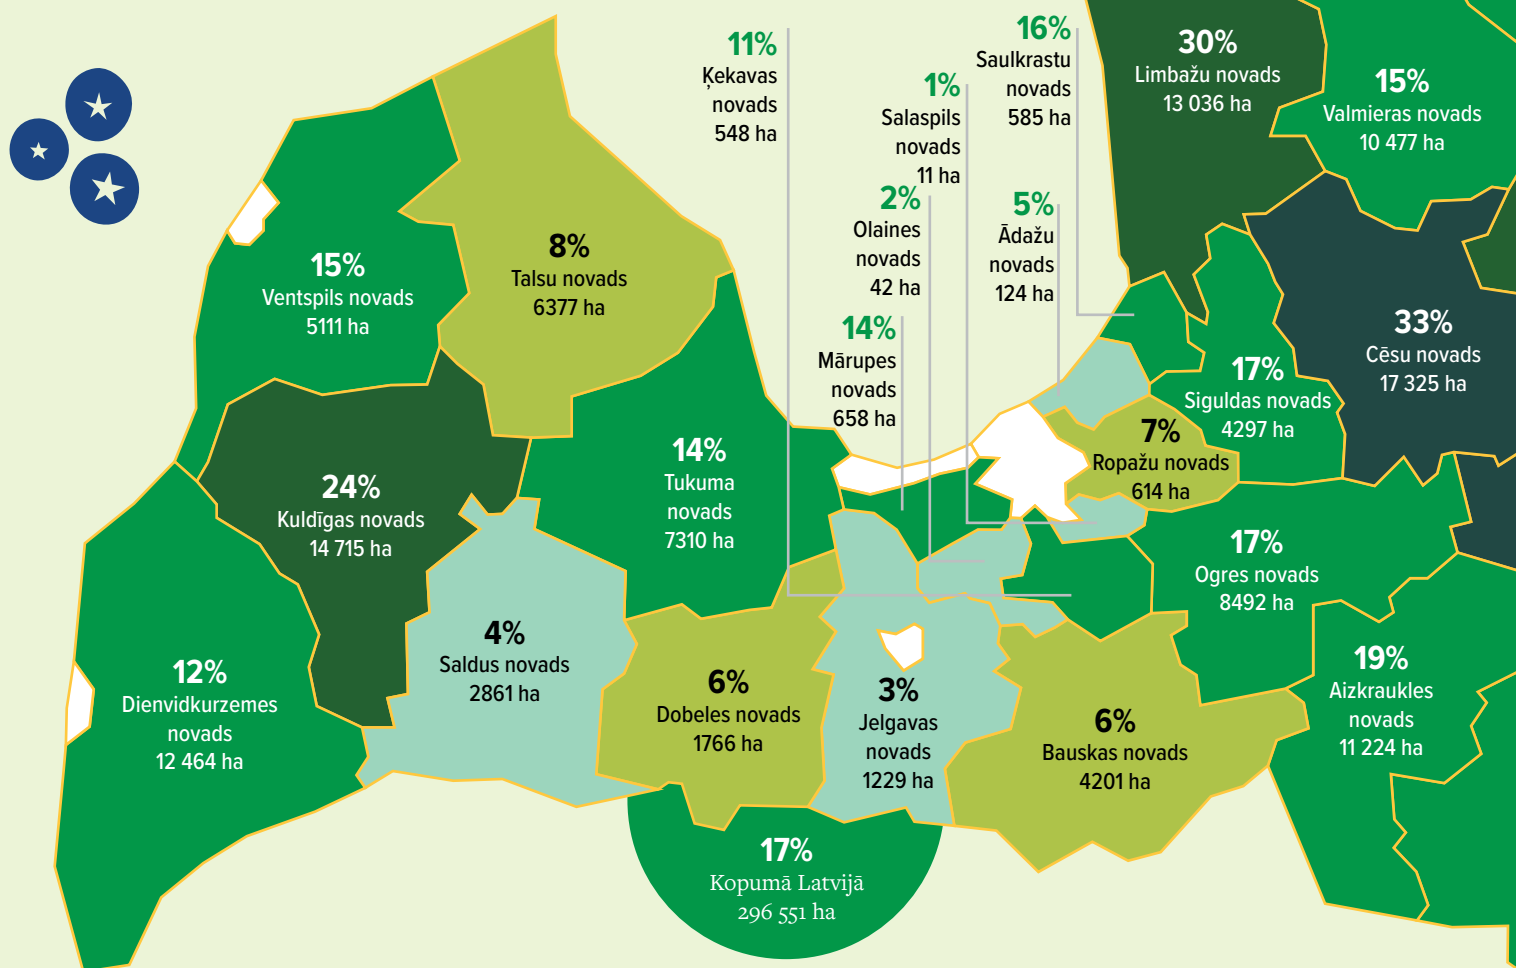 11%
Ķekavas
novads
548 ha
1%
Salaspils
novads
11 ha
16%
Saulkrastu
novads
585 ha
2%
Olaines
novads
42 ha
5%
Ādažu
novads
124 ha
14%
Mārupes
novads
658 ha
30%
Limbažu novads
13 036 ha
15%
Valmieras novads
10 477 ha
15%
Ventspils novads
5111 ha
8%
Talsu novads
6377 ha
33%
Cēsu novads
17 325 ha
17%
Siguldas novads
4297 ha
7%
Ropažu novads
614 ha
24%
Kuldīgas novads
14 715 ha
14%
Tukuma
novads
7310 ha
17%
Ogres novads
8492 ha
12%
Dienvidkurzemes
novads
12 464 ha
4%
Saldus novads
2861 ha
6%
Dobeles novads
1766 ha
3%
Jelgavas
novads
1229 ha
6%
Bauskas novads
4201 ha
19%
Aizkraukles
novads
11 224 ha
17%
Kopumā Latvijā
296 551 ha